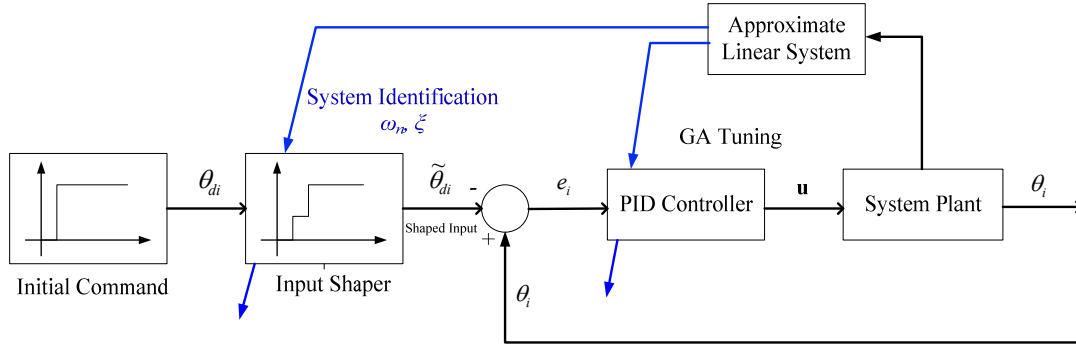 Approximate
Linear System
System Identification
ωn, ξ
GA Tuning
θdi
θ̃di
-
ei
PID Controller
u
System Plant
θi
Shaped Input
+
Initial Command
Input Shaper
θi